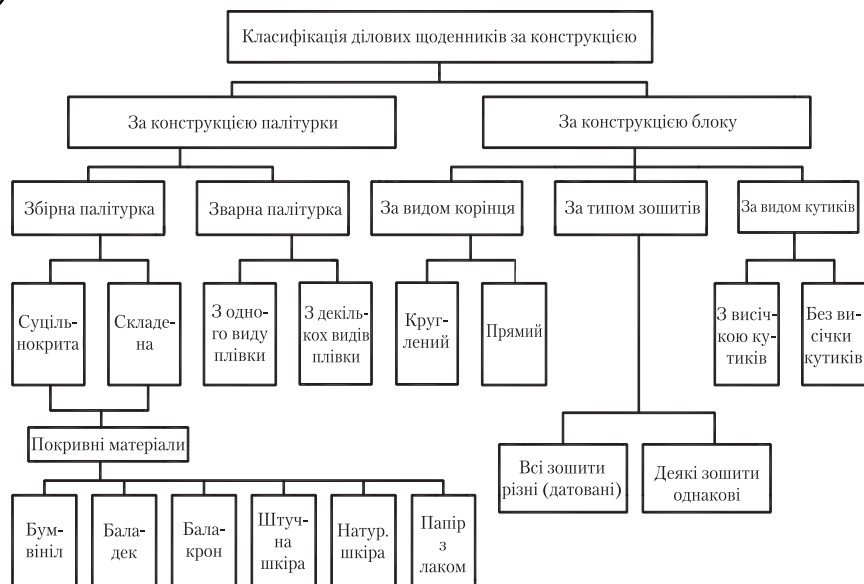 Класифікація ділових щоденників за конструкцією
За конструкцією палітурки
За конструкцією блоку
Збірна палітурка
Зварна палітурка
За видом корінця
За типом зошитів
За видом кутиків
Суціль-
нокрита
Складе-
на
З одно-
го виду
плівки
З декіль-
кох видів
плівки
Круг-
лений
Прямий
З висіч-
кою ку-
тиків
Без ви-
січки
кутиків
Покривні матеріали
Всі зошити
різні (датовані)
Деякі зошити
однакові
Бум-
вініл
Бала-
дек
Бала-
крон
Штуч-
на
шкіра
Натур.
шкіра
Папір
з
лаком